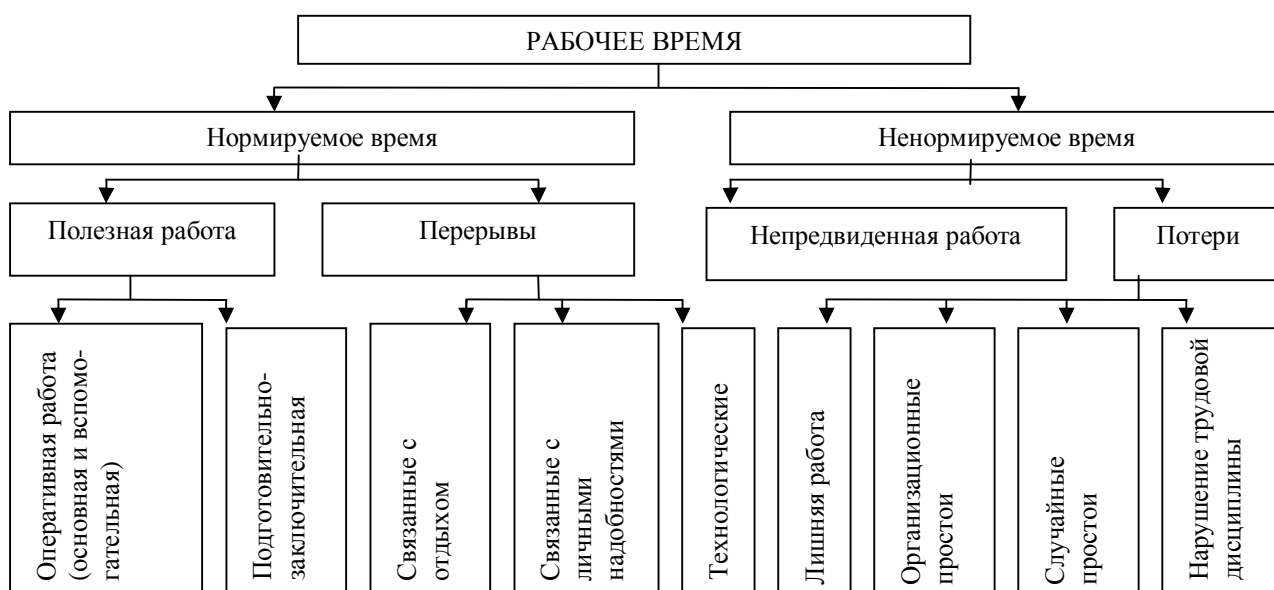 РАБОЧЕЕ ВРЕМЯ
Нормируемое время
Ненормируемое время
Полезная работа
Перерывы
Непредвиденная работа
Потери
Оперативная работа
(основная и вспомо-
гательная)
Подготовительно-
заключительная
Связанные с
отдыхом
Связанные с
личными
надобностями
Технологические
Лишняя работа
Организационные
простои
Случайные
простои
Нарушение трудовой
дисциплины